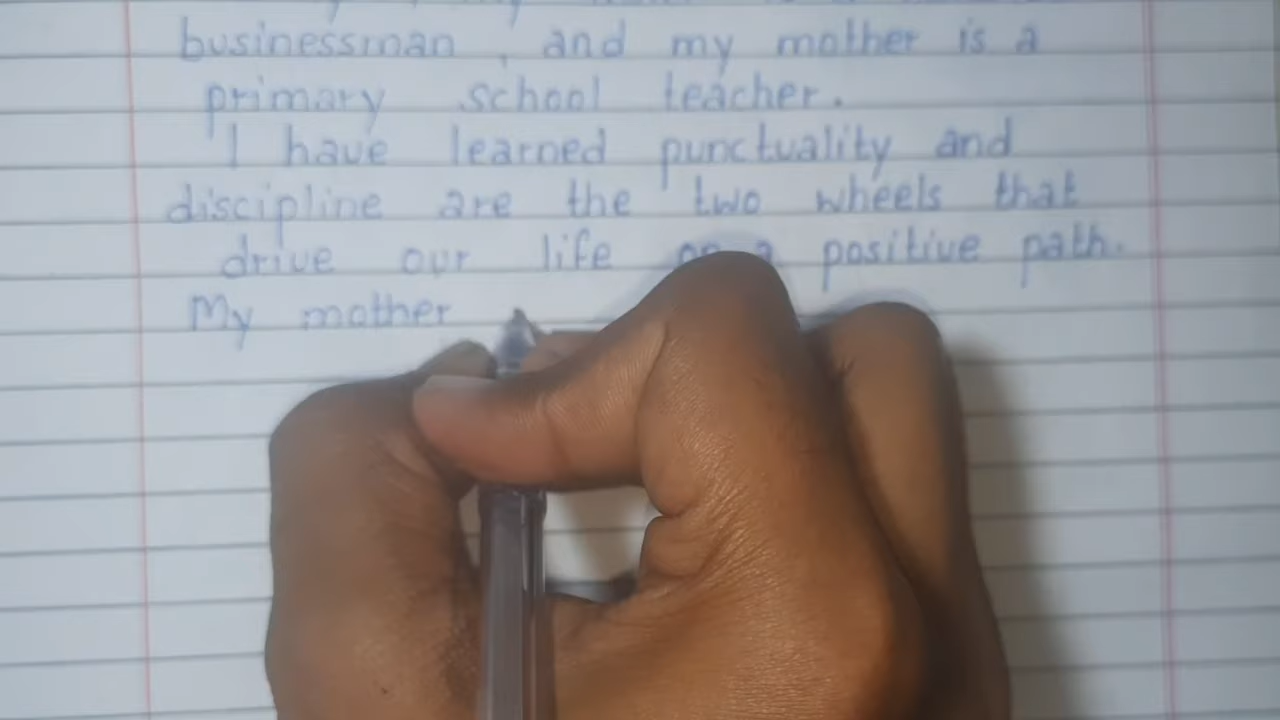 businessman , and my mother is a
primary school teacher.
I have learned punctuality and
discipline are the two wheels that
drive our life on a positive path.
My mother